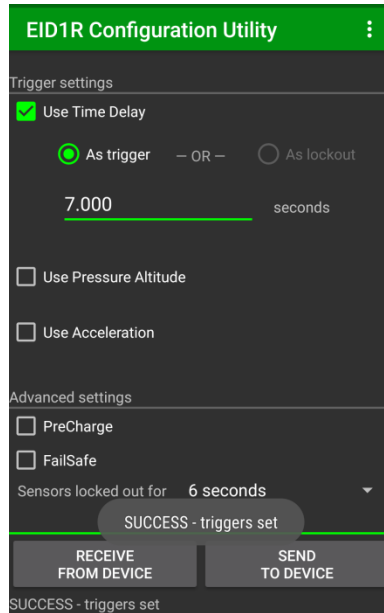 EID1R Configuration Utility
Trigger settings
Use Time Delay
As trigger – OR – As lockout
7.000 seconds
Use Pressure Altitude
Use Acceleration
Advanced settings
PreCharge
FailSafe
Sensors locked out for 6 seconds
SUCCESS - triggers set
RECEIVE
FROM DEVICE
SEND
TO DEVICE
SUCCESS - triggers set